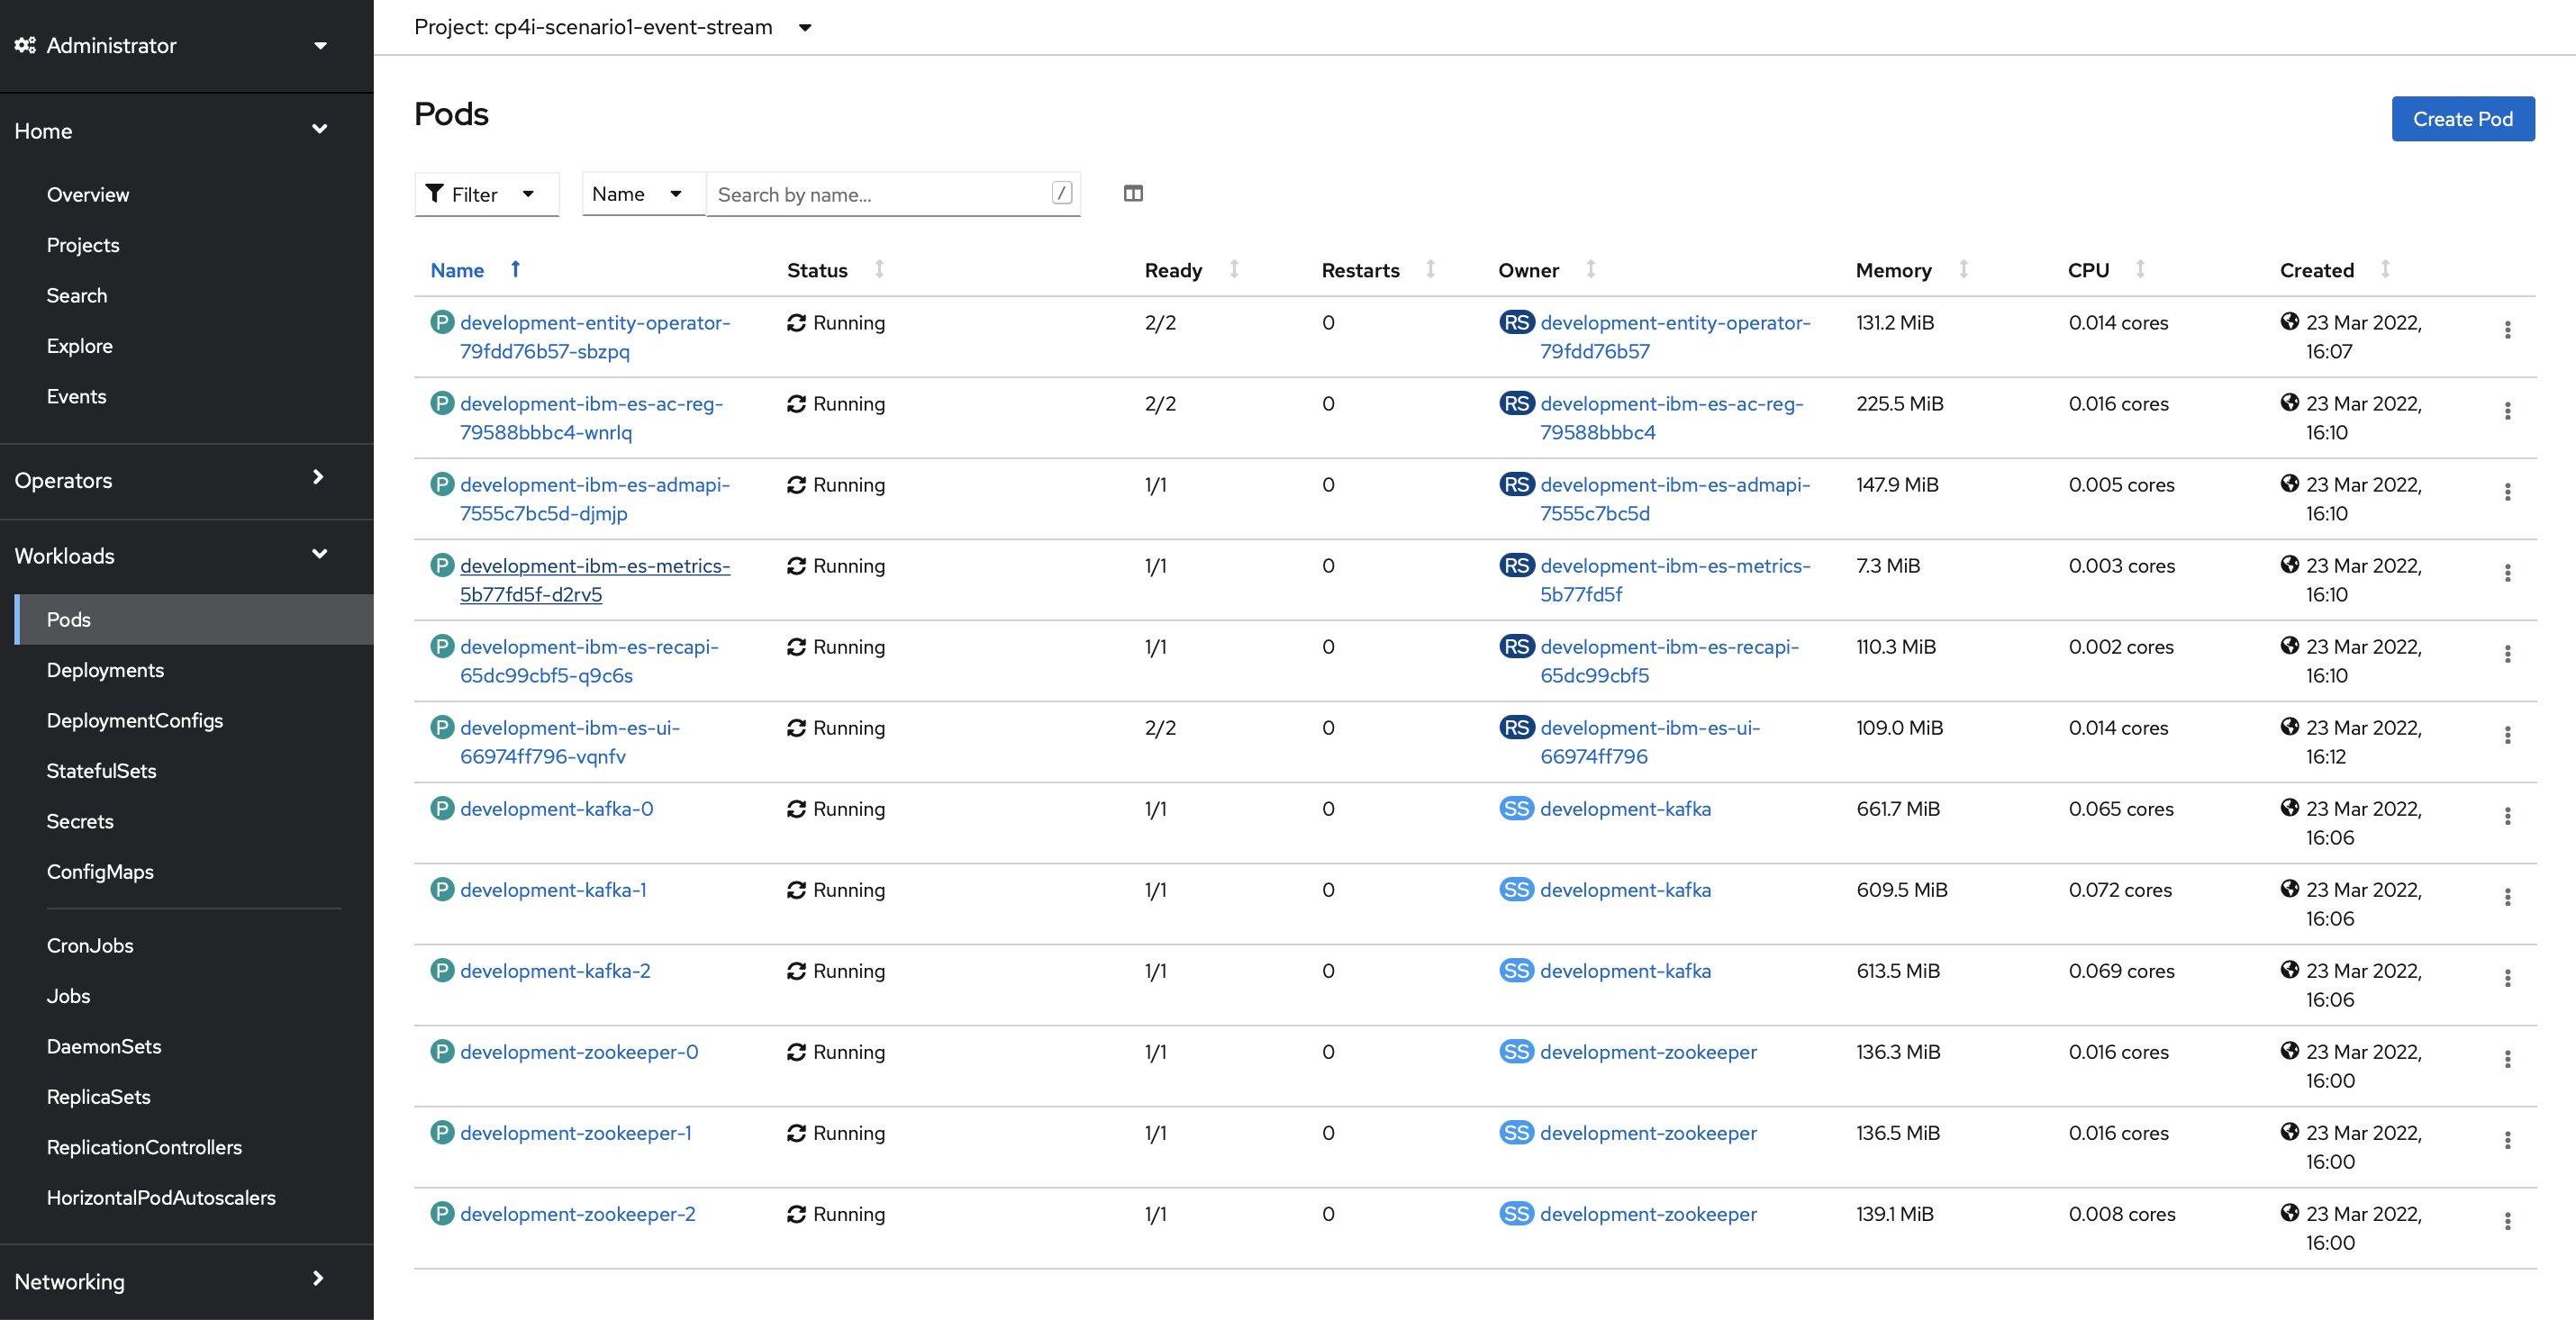 Administrator
Home
Overview
Projects
Search
Explore
Events
Operators
Workloads
Pods
Deployments
DeploymentConfigs
StatefulSets
Secrets
ConfigMaps
CronJobs
Jobs
DaemonSets
ReplicaSets
ReplicationControllers
HorizontalPodAutoscalers
Networking
Project: cp4i-scenario1-event-stream
Pods
Create Pod
Filter
Name
Search by name...
/
Name Status Ready Restarts Owner Memory CPU Created
P development-entity-operator- Running 2/2 0 RS development-entity-operator- 131.2 MiB 0.014 cores 23 Mar 2022,
79fdd76b57-sbzpq 79fdd76b57 16:07
P development-ibm-es-ac-reg- Running 2/2 0 RS development-ibm-es-ac-reg- 225.5 MiB 0.016 cores 23 Mar 2022,
79588bbbc4-wnrlq 79588bbbc4 16:10
P development-ibm-es-admapi- Running 1/1 0 RS development-ibm-es-admapi- 147.9 MiB 0.005 cores 23 Mar 2022,
7555c7bc5d-djmjp 7555c7bc5d 16:10
P development-ibm-es-metrics- Running 1/1 0 RS development-ibm-es-metrics- 7.3 MiB 0.003 cores 23 Mar 2022,
5b77fd5f-d2rv5 5b77fd5f 16:10
P development-ibm-es-recapi- Running 1/1 0 RS development-ibm-es-recapi- 110.3 MiB 0.002 cores 23 Mar 2022,
65dc99cbf5-q9c6s 65dc99cbf5 16:10
P development-ibm-es-ui- Running 2/2 0 RS development-ibm-es-ui- 109.0 MiB 0.014 cores 23 Mar 2022,
66974ff796-vqnfv 66974ff796 16:12
P development-kafka-0 Running 1/1 0 SS development-kafka 661.7 MiB 0.065 cores 23 Mar 2022,
16:06
P development-kafka-1 Running 1/1 0 SS development-kafka 609.5 MiB 0.072 cores 23 Mar 2022,
16:06
P development-kafka-2 Running 1/1 0 SS development-kafka 613.5 MiB 0.069 cores 23 Mar 2022,
16:06
P development-zookeeper-0 Running 1/1 0 SS development-zookeeper 136.3 MiB 0.016 cores 23 Mar 2022,
16:00
P development-zookeeper-1 Running 1/1 0 SS development-zookeeper 136.5 MiB 0.016 cores 23 Mar 2022,
16:00
P development-zookeeper-2 Running 1/1 0 SS development-zookeeper 139.1 MiB 0.008 cores 23 Mar 2022,
16:00